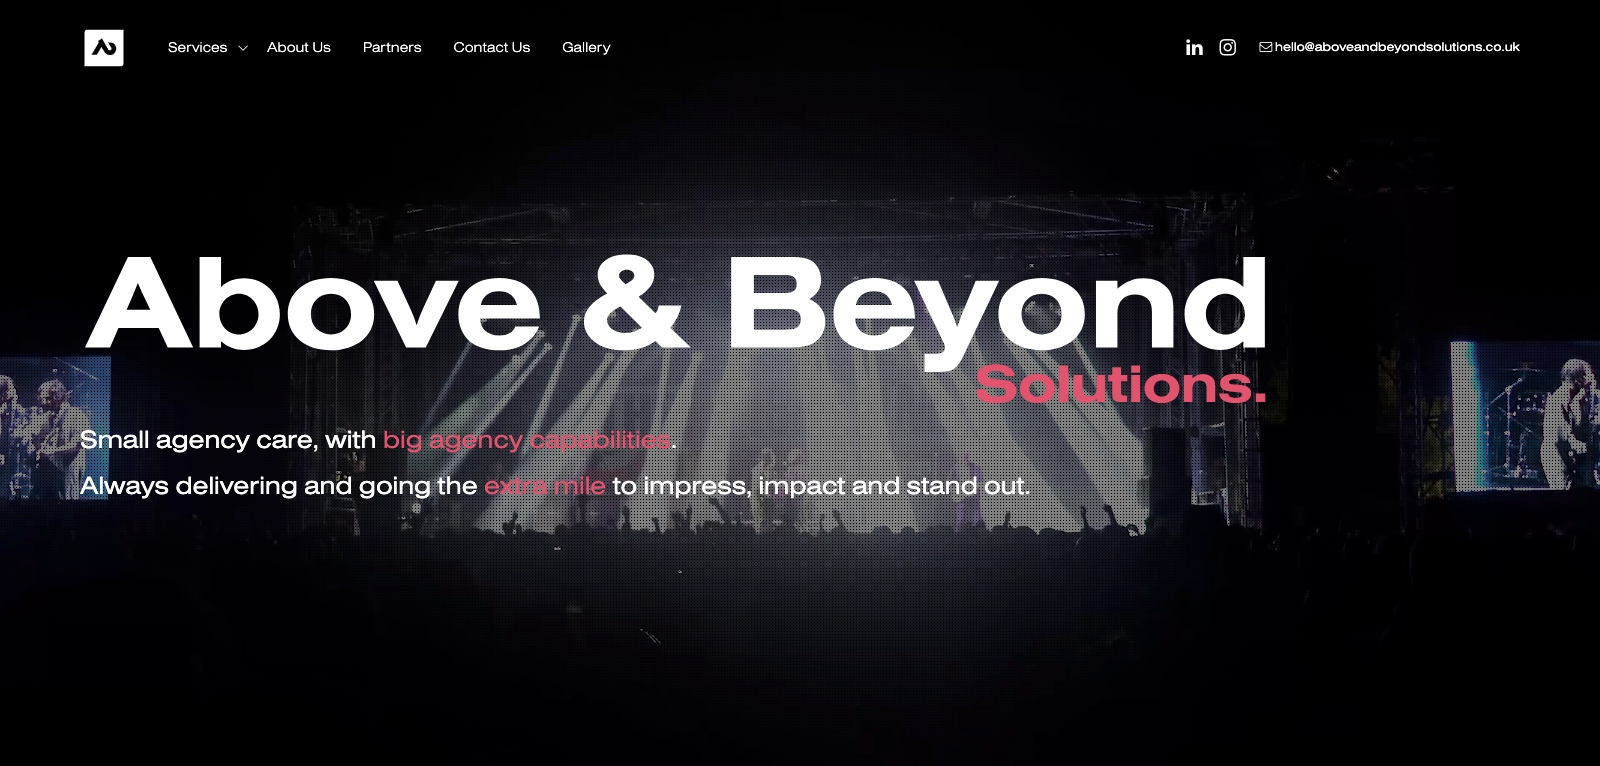 Services
About Us
Partners
Contact Us
Gallery
hello@aboveandbeyondsolutions.co.uk
Above & Beyond
Solutions.
Small agency care, with big agency capabilities.
Always delivering and going the extra mile to impress, impact and stand out.